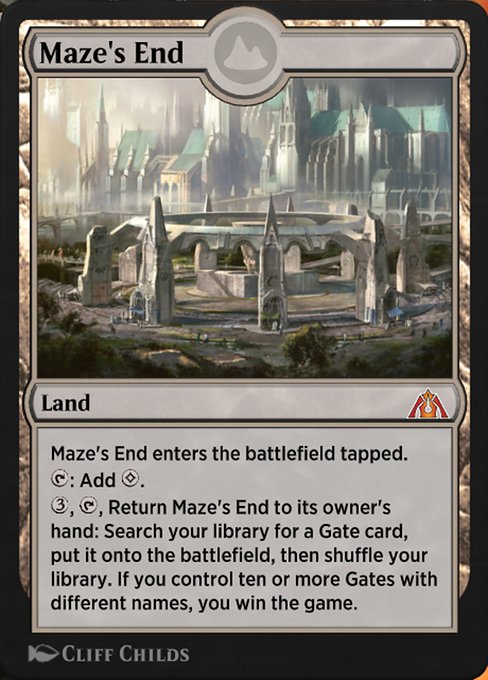 Maze's End
Land
Maze's End enters the battlefield tapped.
: Add .
3, , Return Maze's End to its owner's
hand: Search your library for a Gate card,
put it onto the battlefield, then shuffle your
library. If you control ten or more Gates with
different names, you win the game.
CLIFF CHILDS